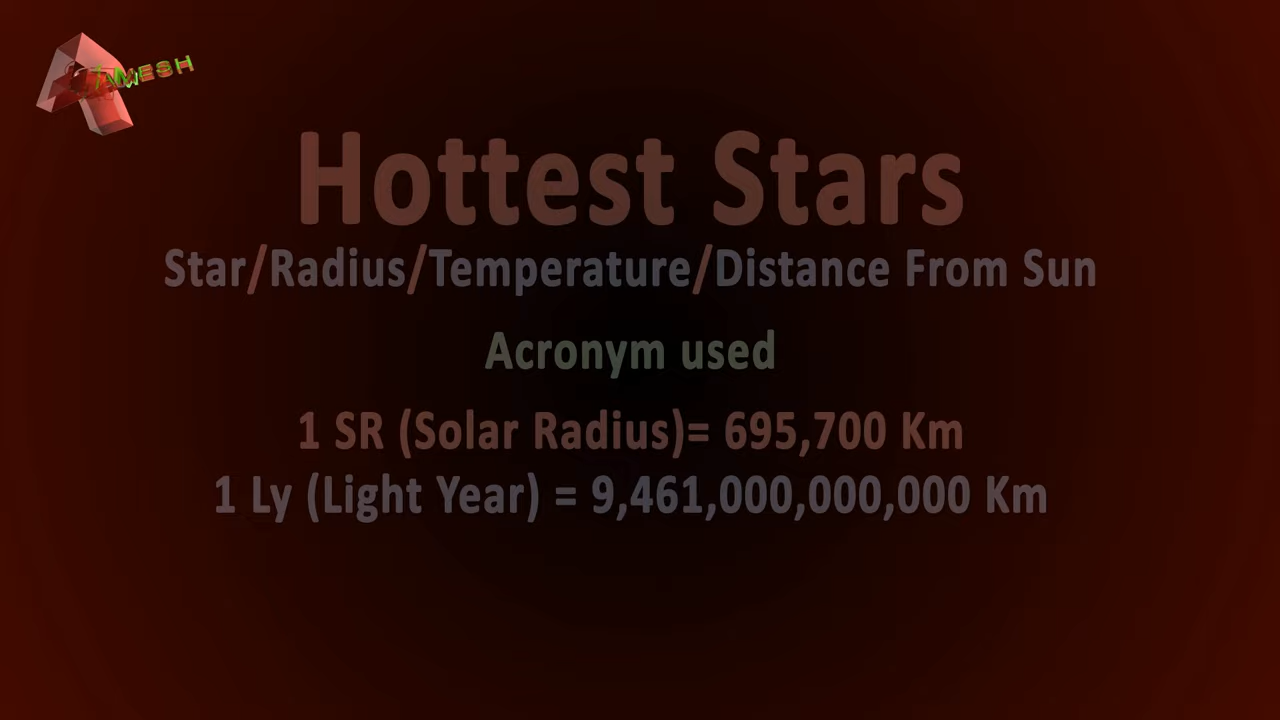 Hottest Stars
Star/Radius/Temperature/Distance From Sun
Acronym used
1 SR (Solar Radius)= 695,700 Km
1 Ly (Light Year) = 9,461,000,000,000 Km